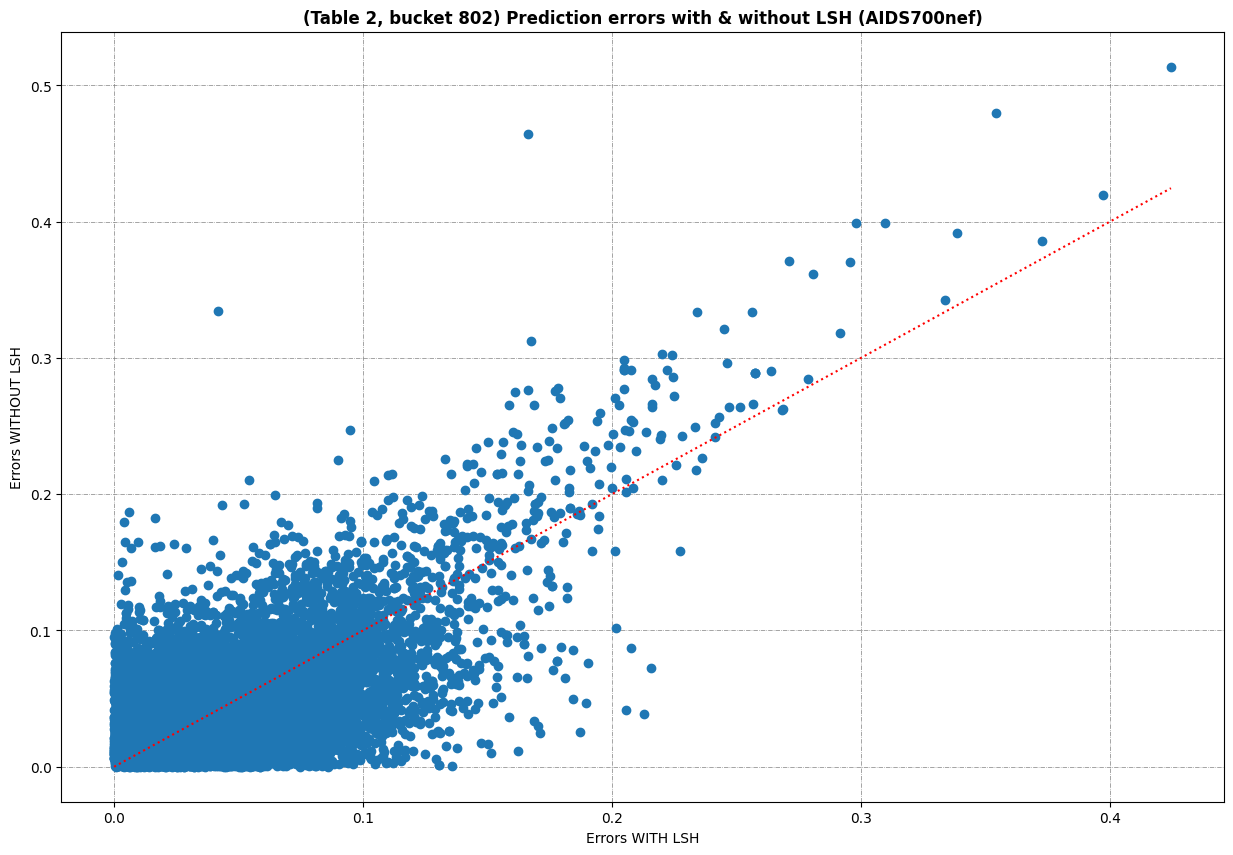 (Table 2, bucket 802) Prediction errors with & without LSH (AIDS700nef)
Errors WITHOUT LSH
0.5
0.4
0.3
0.2
0.1
0.0
0.0 0.1 0.2 0.3 0.4
Errors WITH LSH